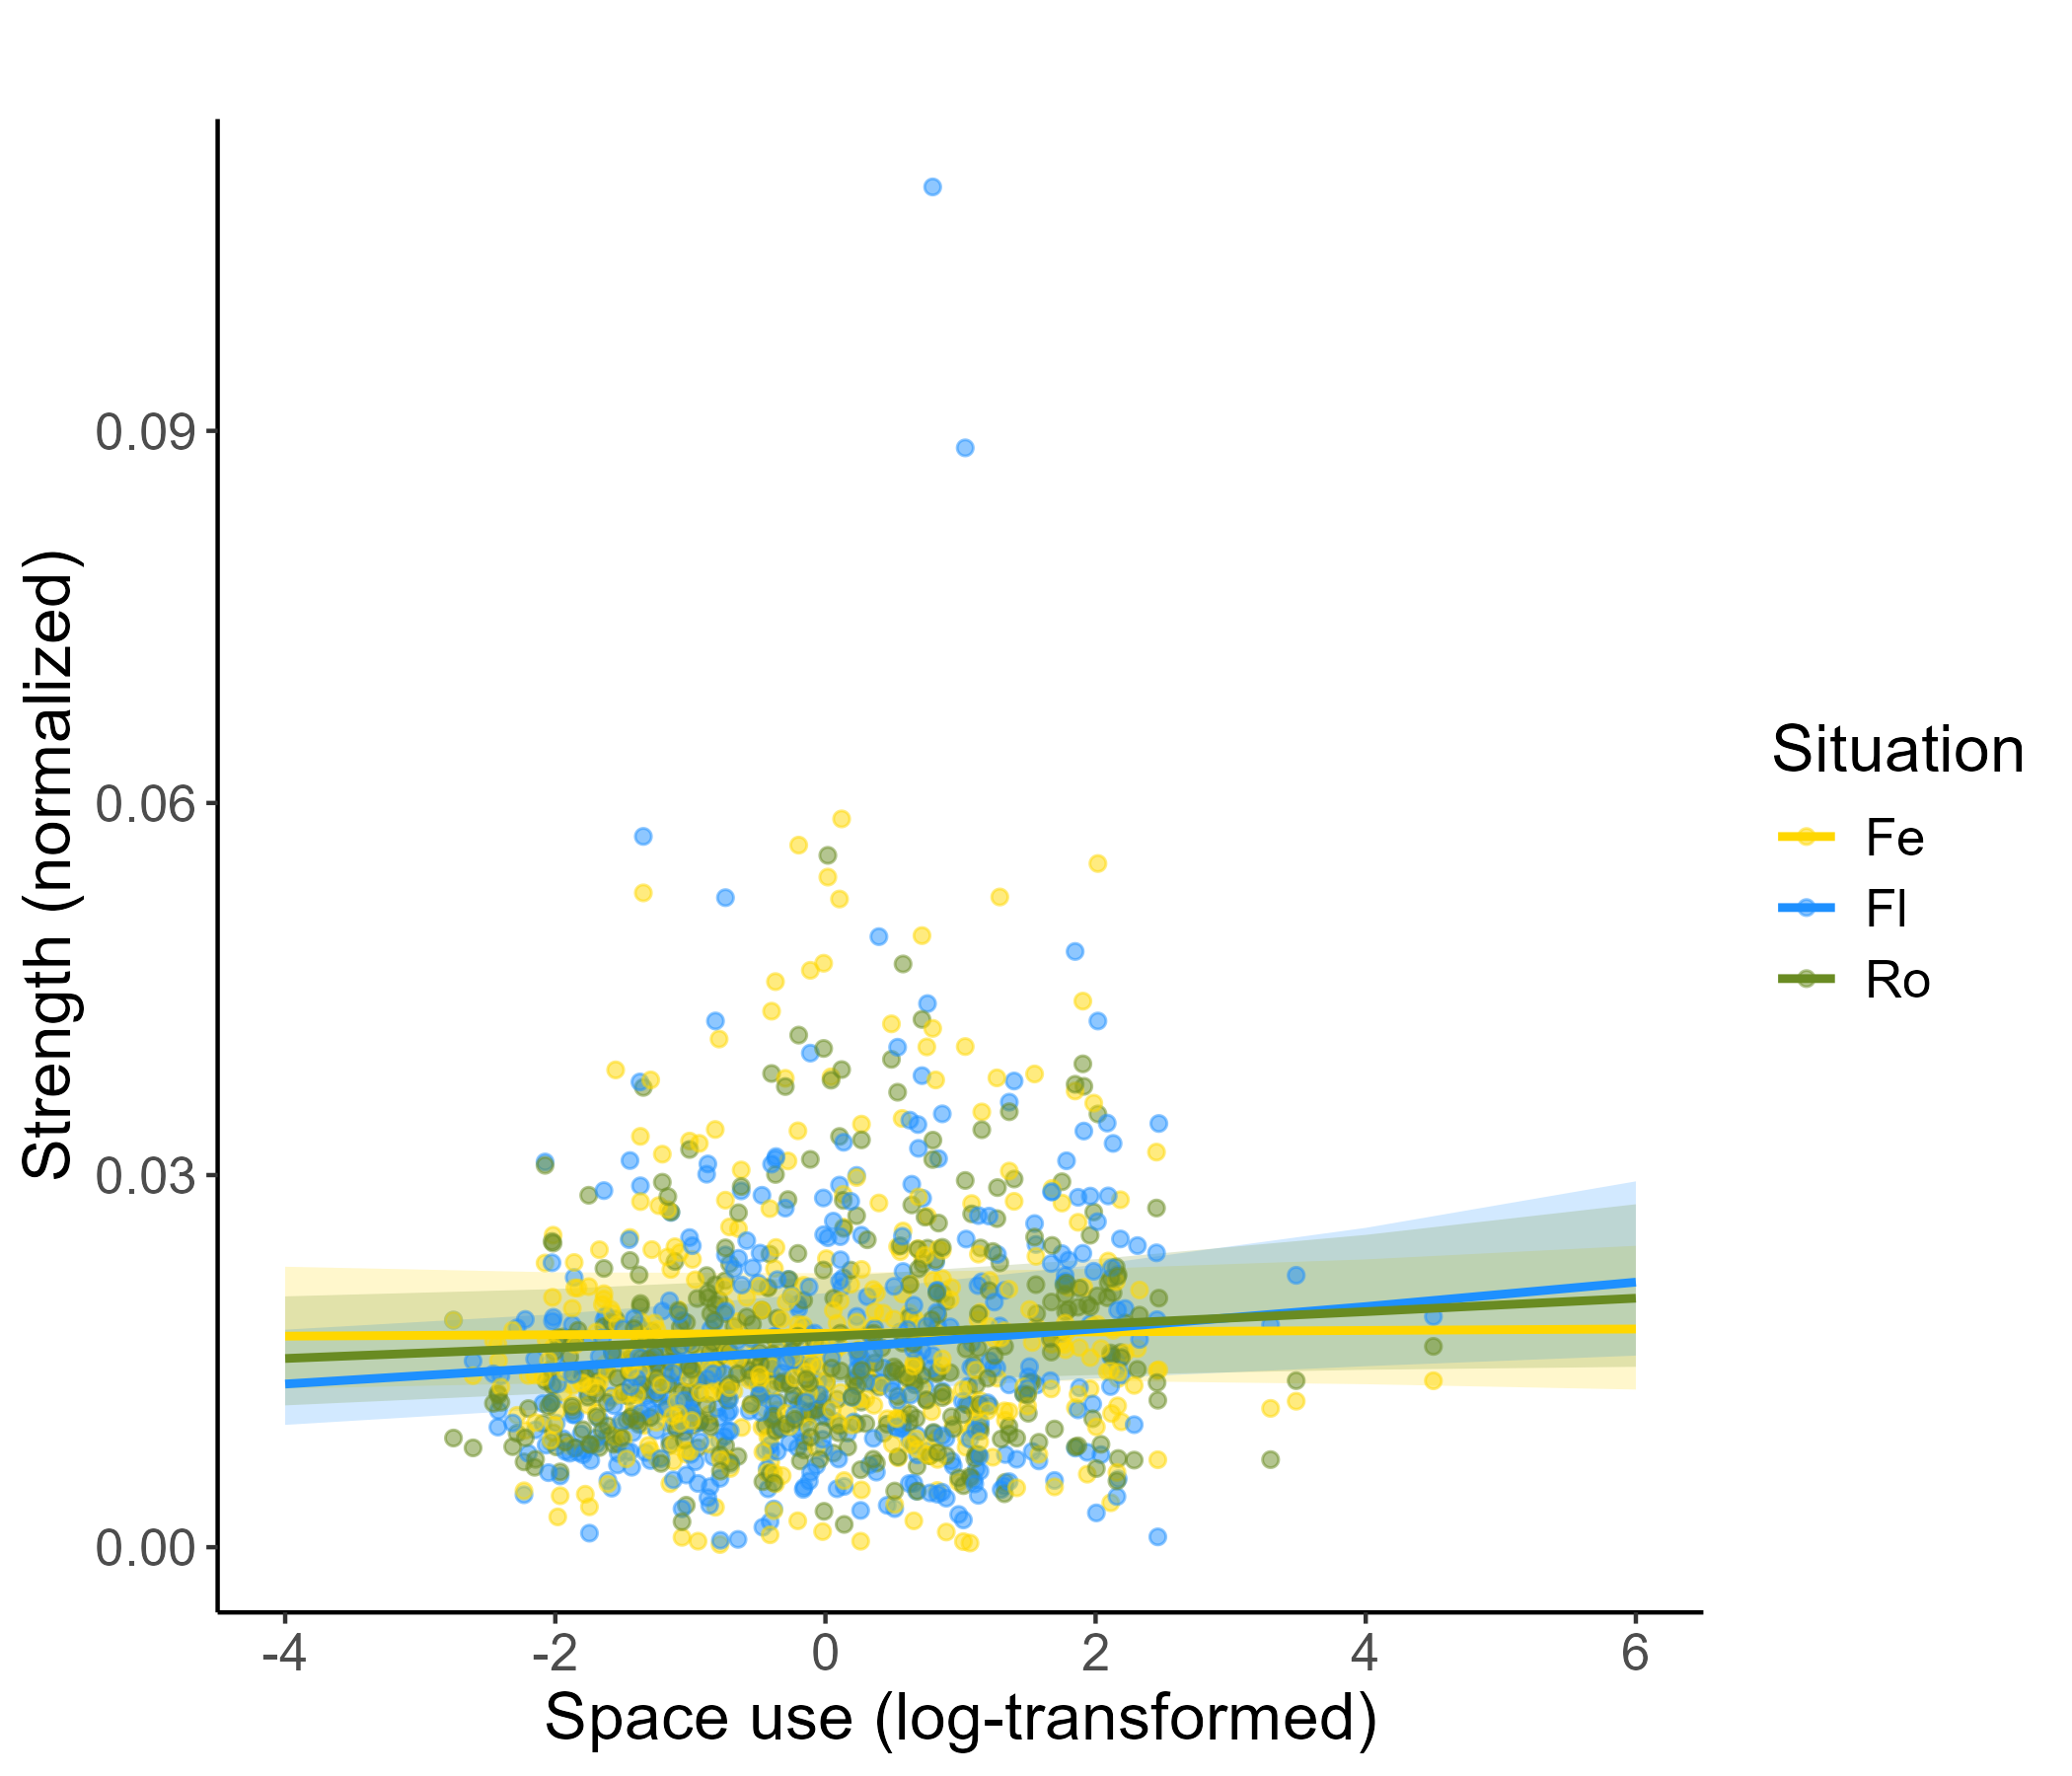 Strength (normalized)
0.09
0.06
0.03
0.00
-4 -2 0 2 4 6
Space use (log-transformed)
Situation
Fe
Fl
Ro